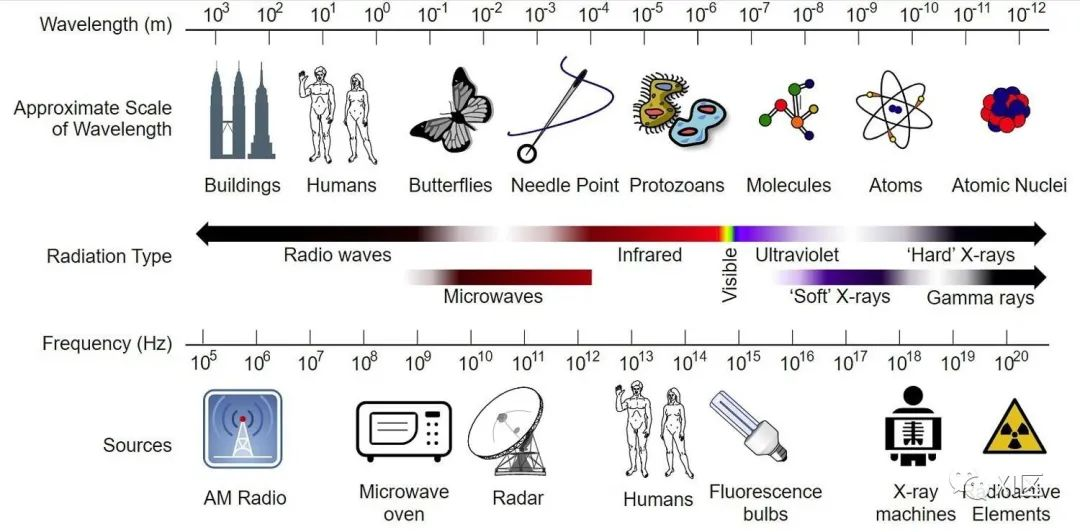 Wavelength (m)
10³ 10² 10¹ 10⁰ 10⁻¹ 10⁻² 10⁻³ 10⁻⁴ 10⁻⁵ 10⁻⁶ 10⁻⁷ 10⁻⁸ 10⁻⁹ 10⁻¹⁰ 10⁻¹¹ 10⁻¹²
Approximate Scale
of Wavelength
Buildings Humans Butterflies Needle Point Protozoans Molecules Atoms Atomic Nuclei
Radiation Type
Radio waves Infrared Visible Ultraviolet ‘Hard’ X-rays
Microwaves ‘Soft’ X-rays Gamma rays
Frequency (Hz)
10⁵ 10⁶ 10⁷ 10⁸ 10⁹ 10¹⁰ 10¹¹ 10¹² 10¹³ 10¹⁴ 10¹⁵ 10¹⁶ 10¹⁷ 10¹⁸ 10¹⁹ 10²⁰
Sources
AM Radio
Microwave
oven
Radar
Humans
Fluorescence
bulbs
X-ray
machines
Radioactive
Elements